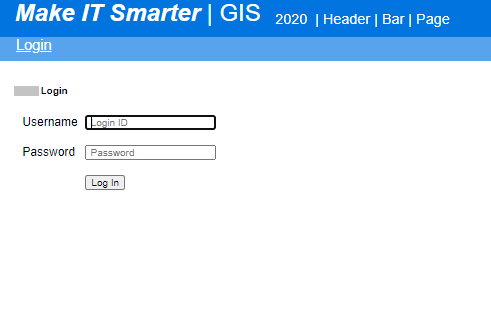 Make IT Smarter | GIS 2020 | Header | Bar | Page
Login
Login
Username Login ID
Password Password
Log In